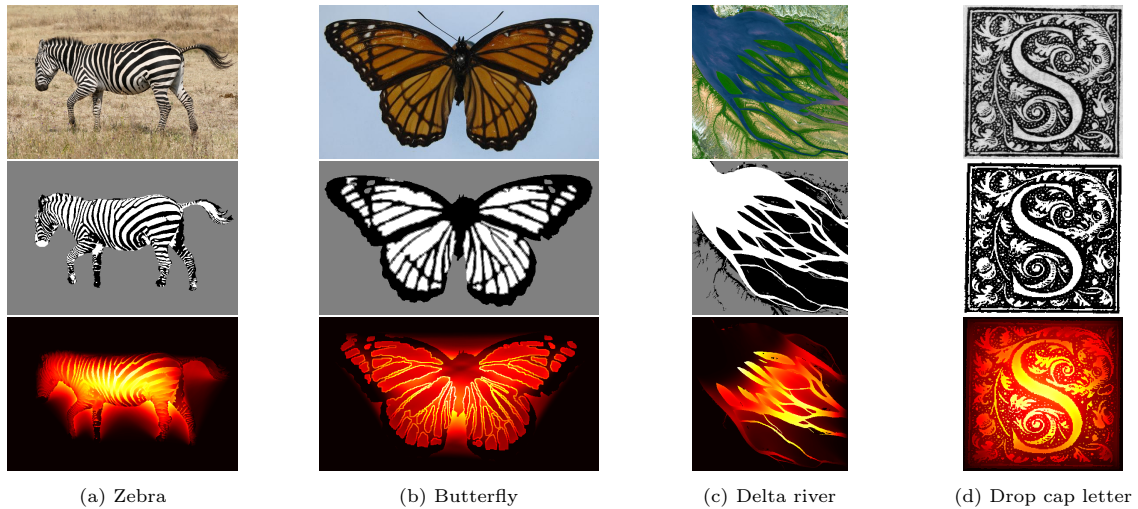 (a) Zebra
(b) Butterfly
(c) Delta river
(d) Drop cap letter
S
S
S